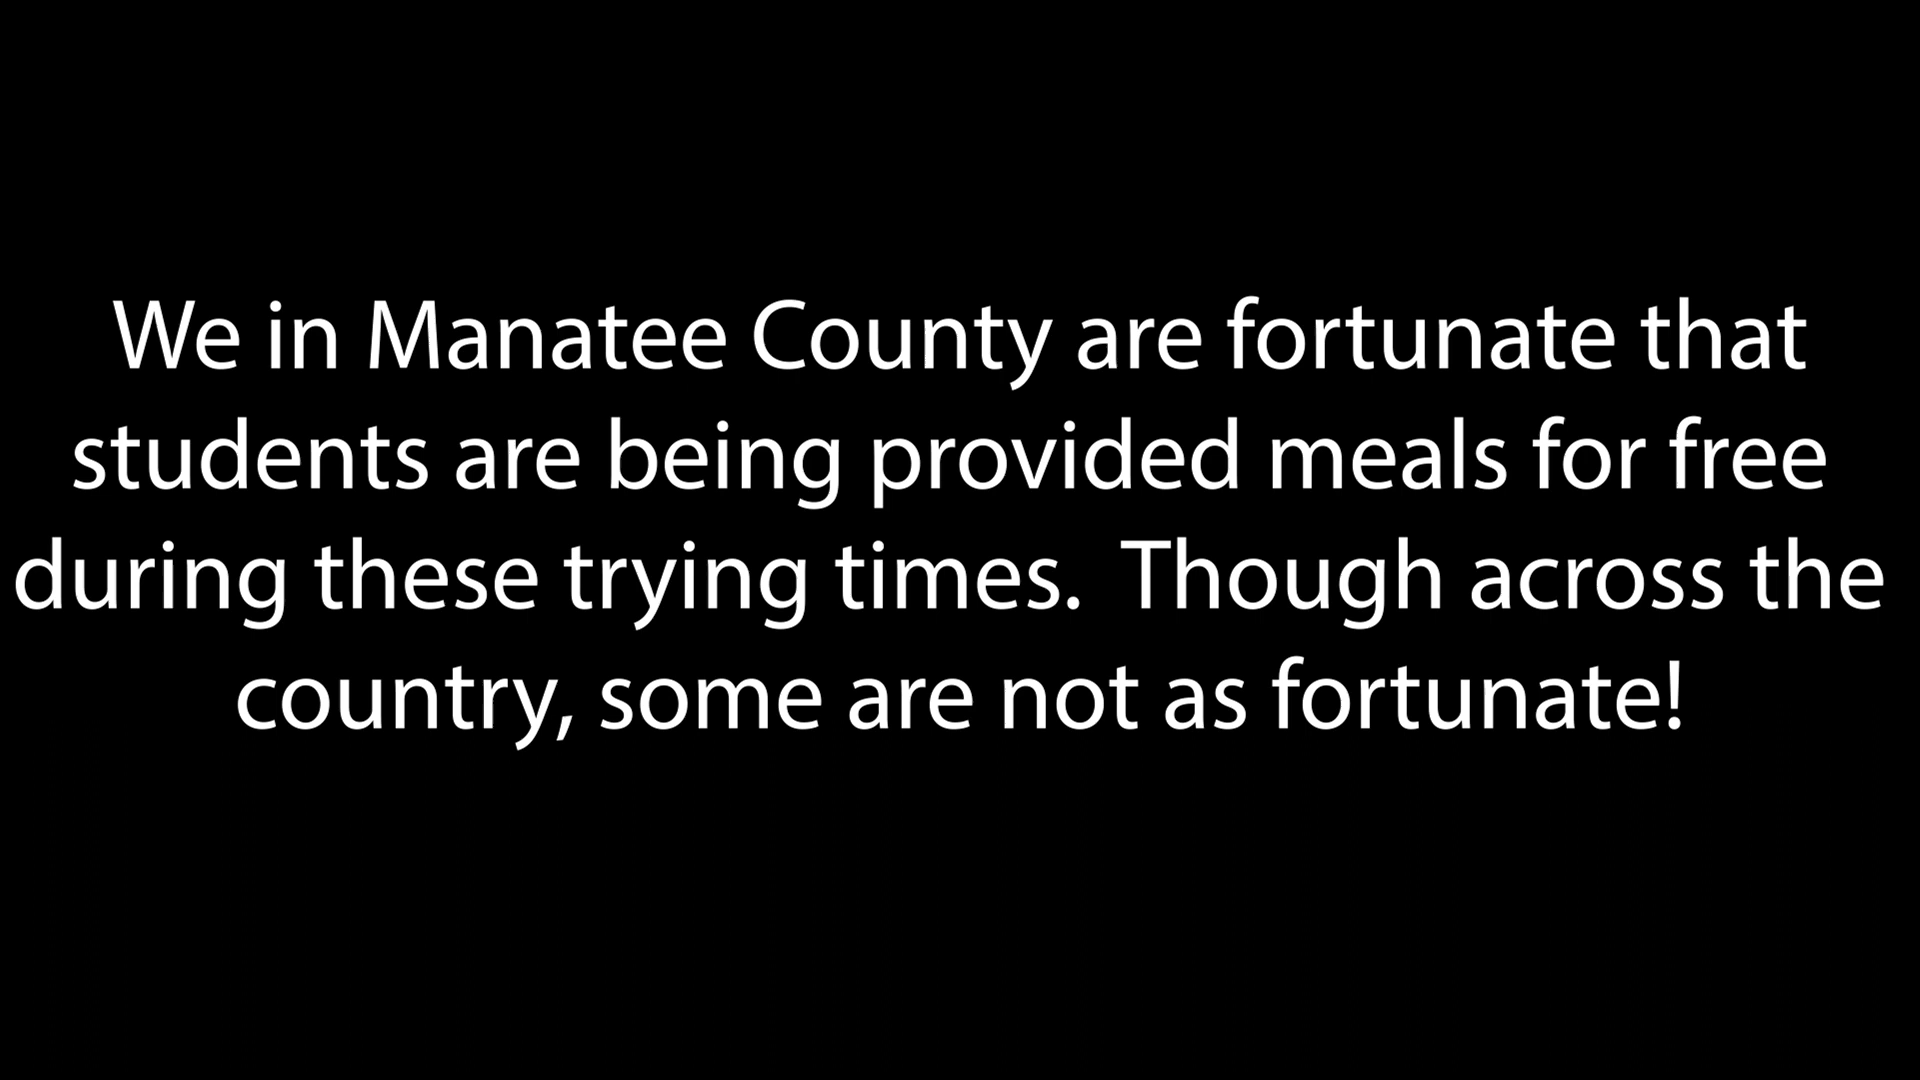 We in Manatee County are fortunate that
students are being provided meals for free
during these trying times.  Though across the
country, some are not as fortunate!